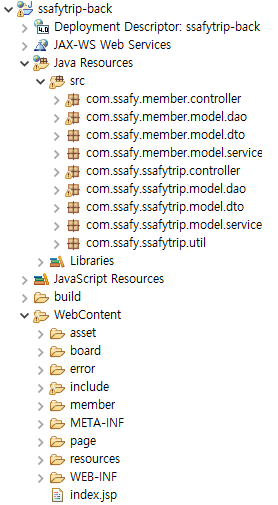 ssafytrip-back
Deployment Descriptor: ssafytrip-back
JAX-WS Web Services
Java Resources
src
com.ssafy.member.controller
com.ssafy.member.model.dao
com.ssafy.member.model.dto
com.ssafy.member.model.service
com.ssafy.ssafytrip.controller
com.ssafy.ssafytrip.model.dao
com.ssafy.ssafytrip.model.dto
com.ssafy.ssafytrip.model.service
com.ssafy.ssafytrip.util
Libraries
JavaScript Resources
build
WebContent
asset
board
error
include
member
META-INF
page
resources
WEB-INF
index.jsp